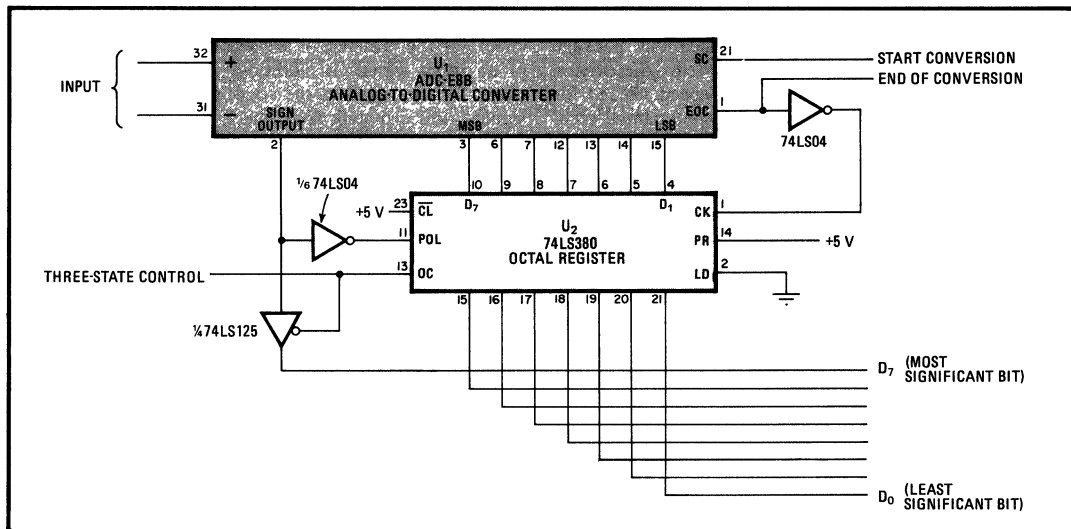 INPUT
32
+
31
−
U1
ADC-E8B
ANALOG-TO-DIGITAL CONVERTER
SIGN
OUTPUT
2
MSB
3
6
7
12
13
14
LSB
15
SC
21
START CONVERSION
EOC
1
END OF CONVERSION
74LS04
1/6 74LS04
+5 V
23
CL
10
9
8
7
6
5
4
D7
D1
U2
74LS380
OCTAL REGISTER
11
POL
13
OC
CK
1
PR
14
+5 V
LD
2
THREE-STATE CONTROL
1/4 74LS125
15
16
17
18
19
20
21
D7 (MOST
SIGNIFICANT BIT)
D0 (LEAST
SIGNIFICANT BIT)